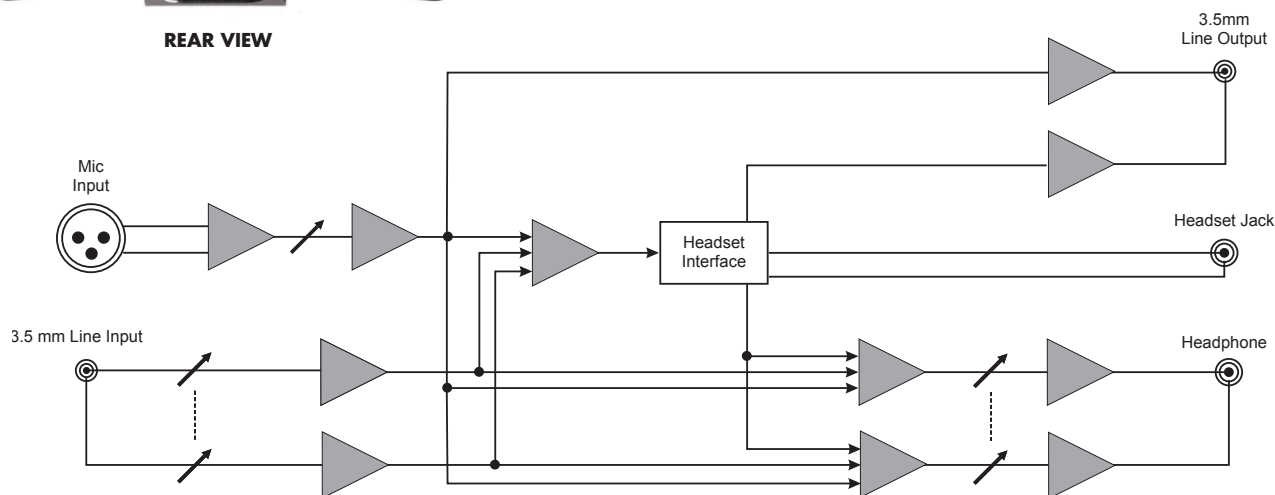 REAR VIEW
3.5mm
Line Output
Mic
Input
Headset Jack
Headset
Interface
3.5 mm Line Input
Headphone